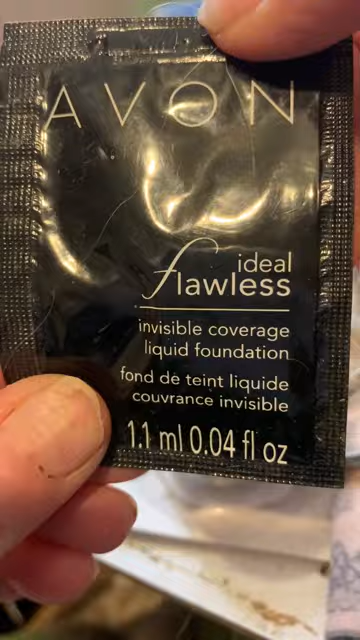 AVON
ideal
flawless
invisible coverage
liquid foundation
fond de teint liquide
couvrance invisible
1.1 ml 0.04 fl oz